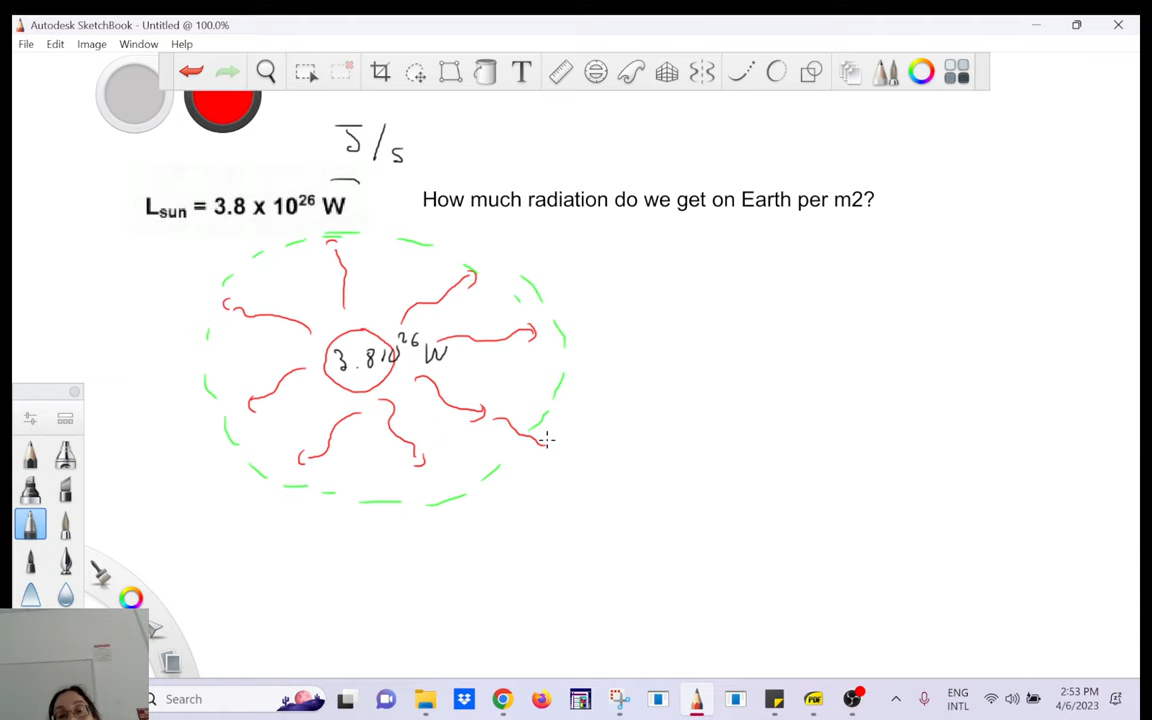 Autodesk SketchBook - Untitled @ 100.0%
File Edit Image Window Help
J/s
Lsun = 3.8 x 10²⁶ W
How much radiation do we get on Earth per m2?
3.8 10²⁶ W
Search
ENG
INTL
2:53 PM
4/6/2023